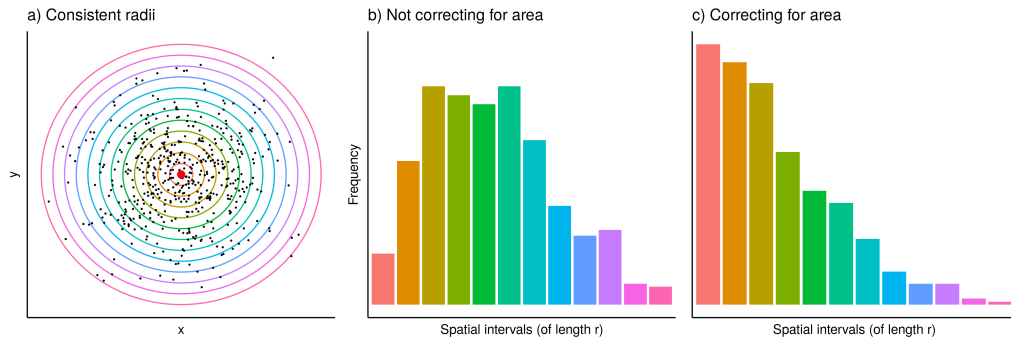 a) Consistent radii
b) Not correcting for area
c) Correcting for area
y
x
Frequency
Spatial intervals (of length r)
Spatial intervals (of length r)